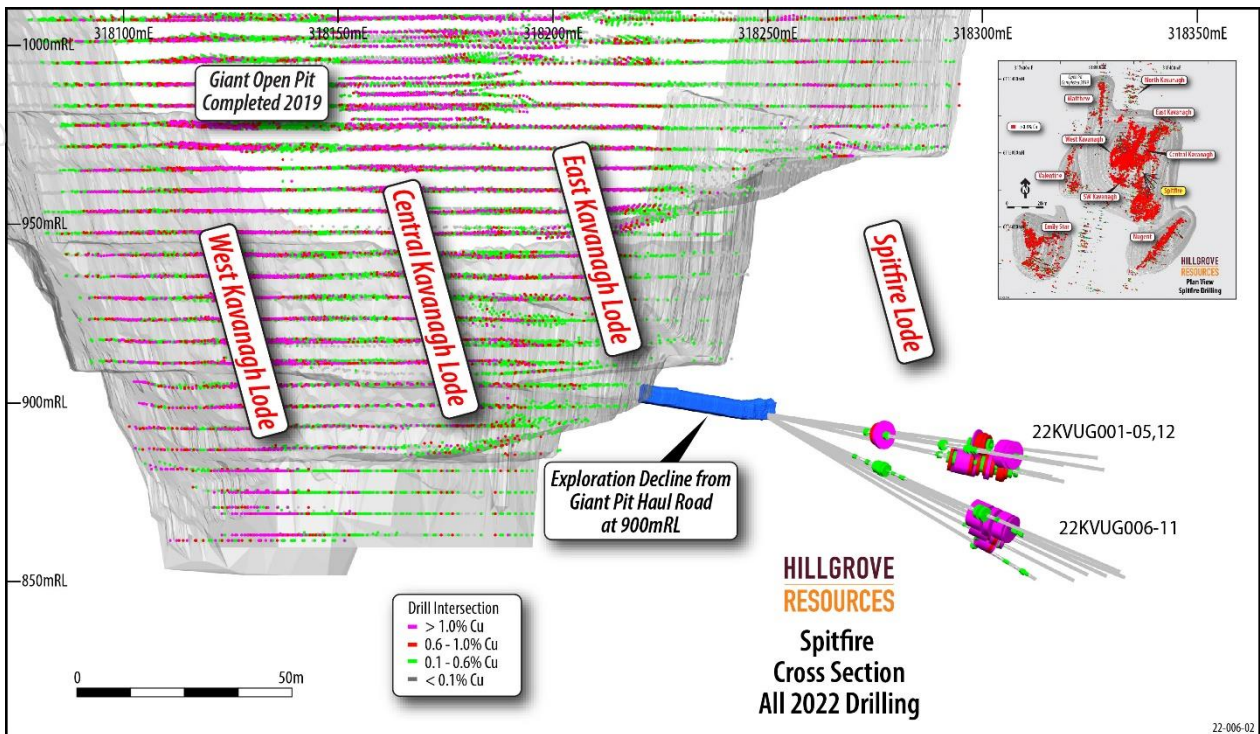 318100mE
318150mE
318200mE
318250mE
318300mE
318350mE
1000mRL
950mRL
900mRL
850mRL
Giant Open Pit
Completed 2019
West Kavanagh Lode
Central Kavanagh Lode
East Kavanagh Lode
Spitfire Lode
North Kavanagh
Matthew
East Kavanagh
West Kavanagh
Central Kavanagh
Valentine
Spitfire
SW Kavanagh
N
Emily Star
Nugent
HILLGROVE
RESOURCES
Plan View
Spitfire Drilling
22KVUG001-05,12
22KVUG006-11
Exploration Decline from
Giant Pit Haul Road
at 900mRL
Drill Intersection
> 1.0% Cu
0.6 - 1.0% Cu
0.1 - 0.6% Cu
< 0.1% Cu
0
50m
HILLGROVE
RESOURCES
Spitfire
Cross Section
All 2022 Drilling
22-006-02